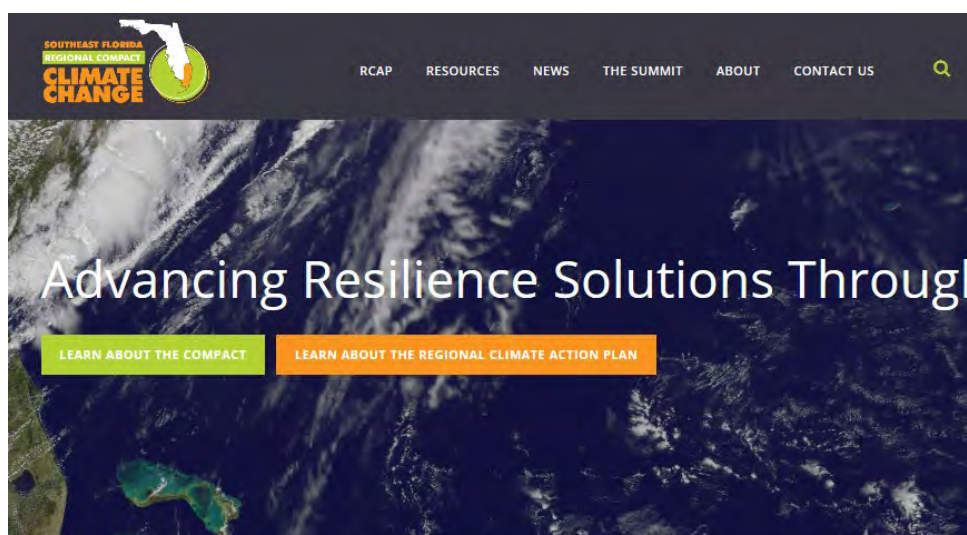 SOUTHEAST FLORIDA
REGIONAL COMPACT
CLIMATE
CHANGE
RCAP RESOURCES NEWS THE SUMMIT ABOUT CONTACT US
Advancing Resilience Solutions Through
LEARN ABOUT THE COMPACT LEARN ABOUT THE REGIONAL CLIMATE ACTION PLAN